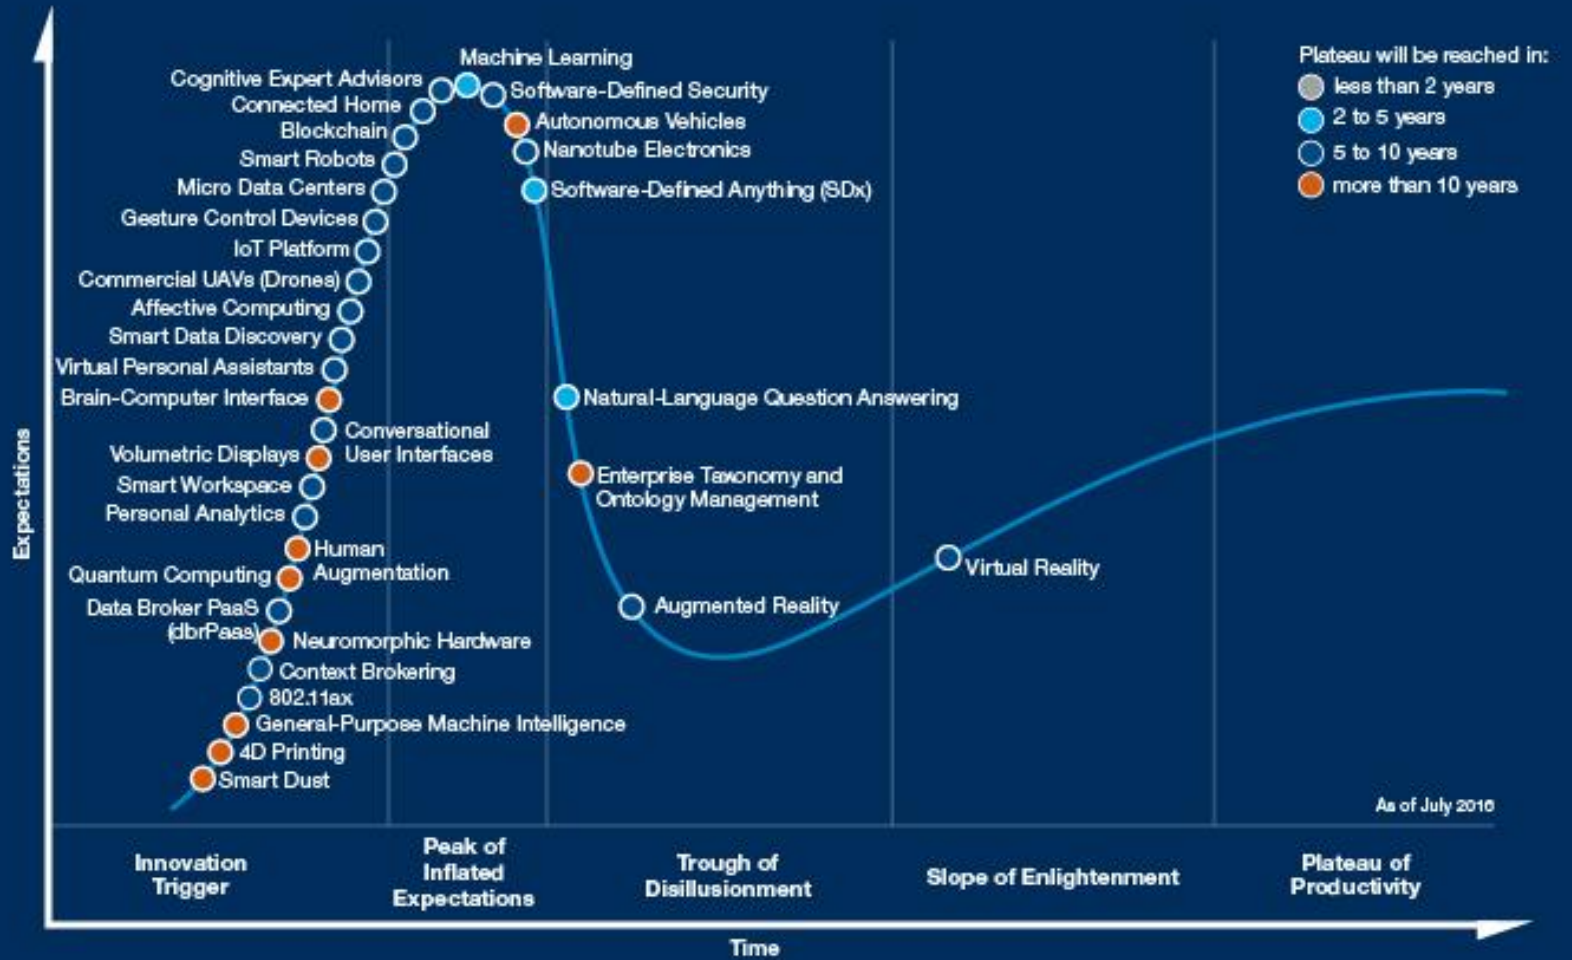 Machine Learning
Cognitive Expert Advisors
Software-Defined Security
Connected Home
Autonomous Vehicles
Blockchain
Nanotube Electronics
Smart Robots
Micro Data Centers
Software-Defined Anything (SDx)
Gesture Control Devices
IoT Platform
Commercial UAVs (Drones)
Affective Computing
Smart Data Discovery
Virtual Personal Assistants
Brain-Computer Interface
Natural-Language Question Answering
Conversational
User Interfaces
Volumetric Displays
Enterprise Taxonomy and
Ontology Management
Smart Workspace
Personal Analytics
Human
Augmentation
Quantum Computing
Virtual Reality
Data Broker PaaS
(dbrPaas)
Augmented Reality
Neuromorphic Hardware
Context Brokering
802.11ax
General-Purpose Machine Intelligence
4D Printing
Smart Dust
Plateau will be reached in:
less than 2 years
2 to 5 years
5 to 10 years
more than 10 years
As of July 2016
Expectations
Innovation
Trigger
Peak of
Inflated
Expectations
Trough of
Disillusionment
Slope of Enlightenment
Plateau of
Productivity
Time